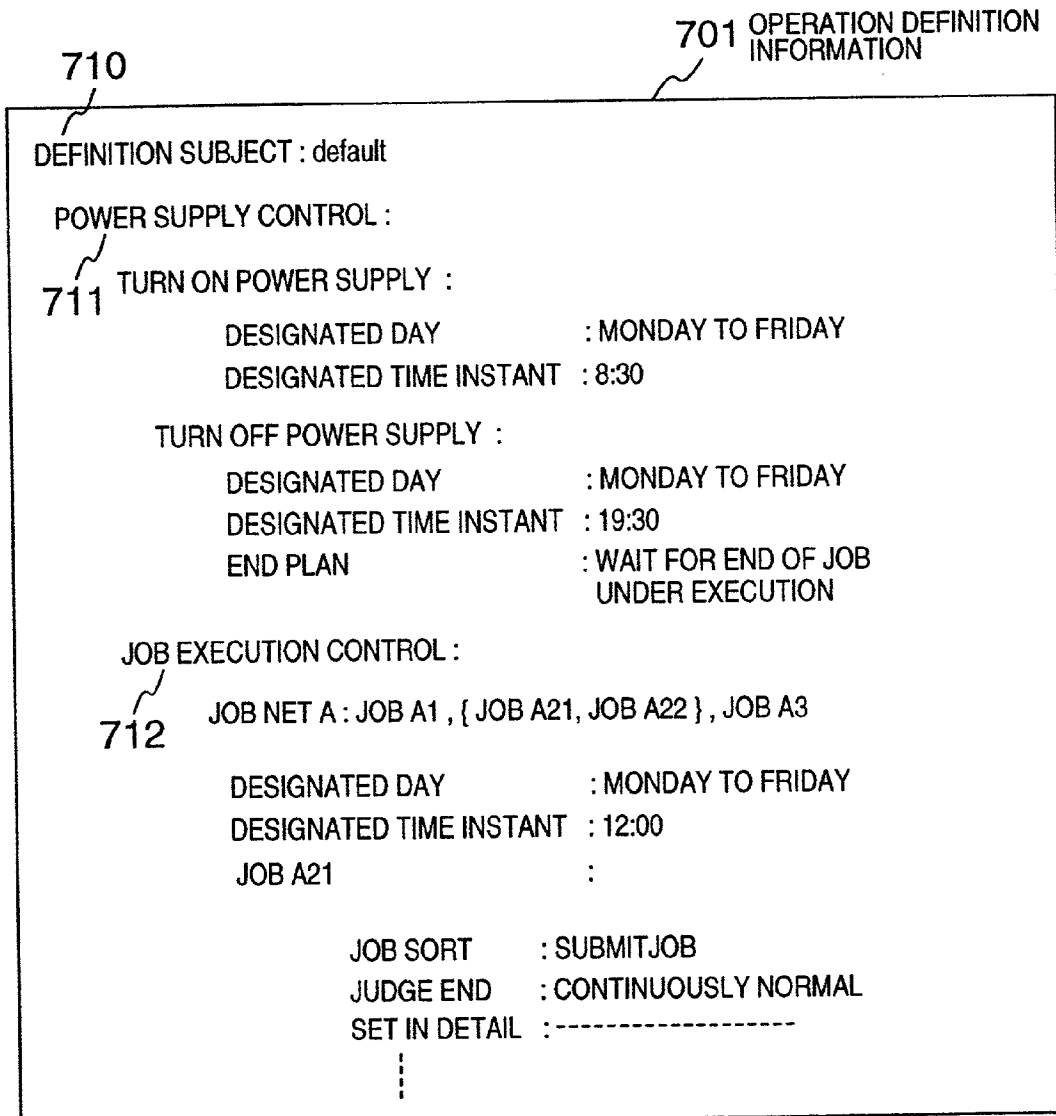 701 OPERATION DEFINITION
INFORMATION
710
DEFINITION SUBJECT : default
POWER SUPPLY CONTROL :
711
TURN ON POWER SUPPLY :
DESIGNATED DAY : MONDAY TO FRIDAY
DESIGNATED TIME INSTANT : 8:30
TURN OFF POWER SUPPLY :
DESIGNATED DAY : MONDAY TO FRIDAY
DESIGNATED TIME INSTANT : 19:30
END PLAN : WAIT FOR END OF JOB
UNDER EXECUTION
JOB EXECUTION CONTROL :
712
JOB NET A : JOB A1 , { JOB A21, JOB A22 } , JOB A3
DESIGNATED DAY : MONDAY TO FRIDAY
DESIGNATED TIME INSTANT : 12:00
JOB A21 :
JOB SORT : SUBMITJOB
JUDGE END : CONTINUOUSLY NORMAL
SET IN DETAIL : --------------------